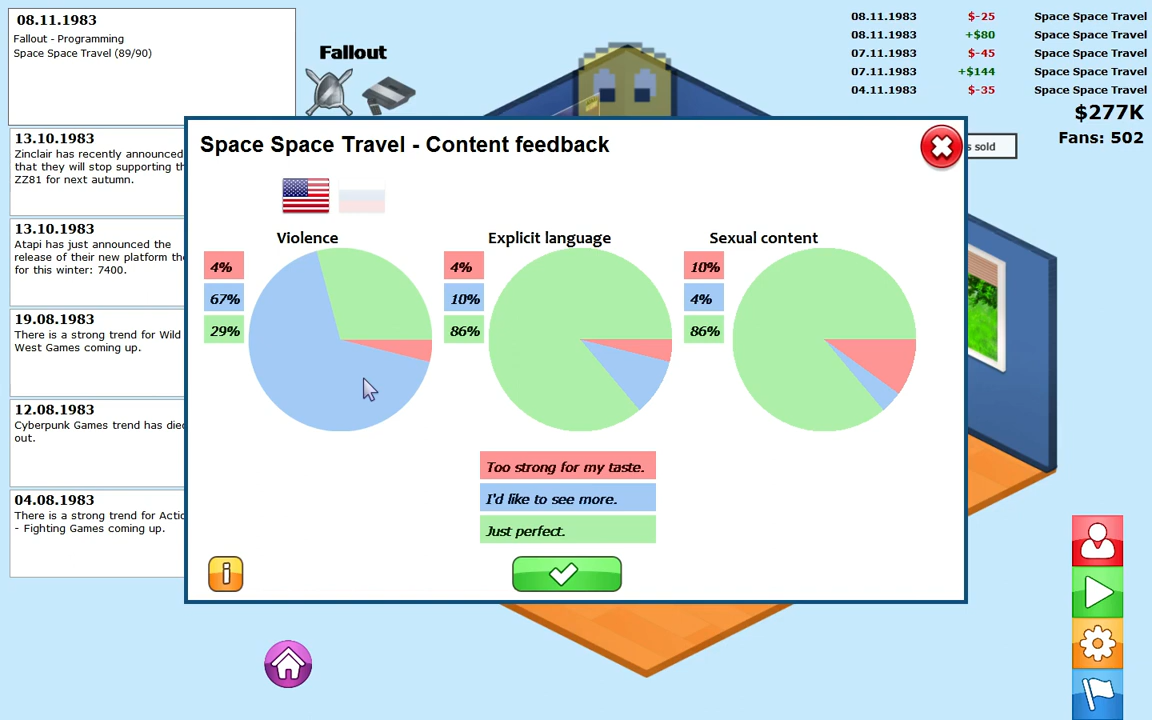 08.11.1983
Fallout - Programming
Space Space Travel (89/90)
Fallout
08.11.1983 $-25 Space Space Travel
08.11.1983 +$80 Space Space Travel
07.11.1983 $-45 Space Space Travel
07.11.1983 +$144 Space Space Travel
04.11.1983 $-35 Space Space Travel
$277K
Fans: 502
sold
13.10.1983
Zinclair has recently announced
that they will stop supporting
ZZ81 for next autumn.
13.10.1983
Atapi has just announced the
release of their new platform
for this winter: 7400.
19.08.1983
There is a strong trend for Wild
West Games coming up.
12.08.1983
Cyberpunk Games trend has died
out.
04.08.1983
There is a strong trend for
- Fighting Games coming up.
Space Space Travel - Content feedback
Violence
4%
67%
29%
Explicit language
4%
10%
86%
Sexual content
10%
4%
86%
Too strong for my taste.
I'd like to see more.
Just perfect.
i